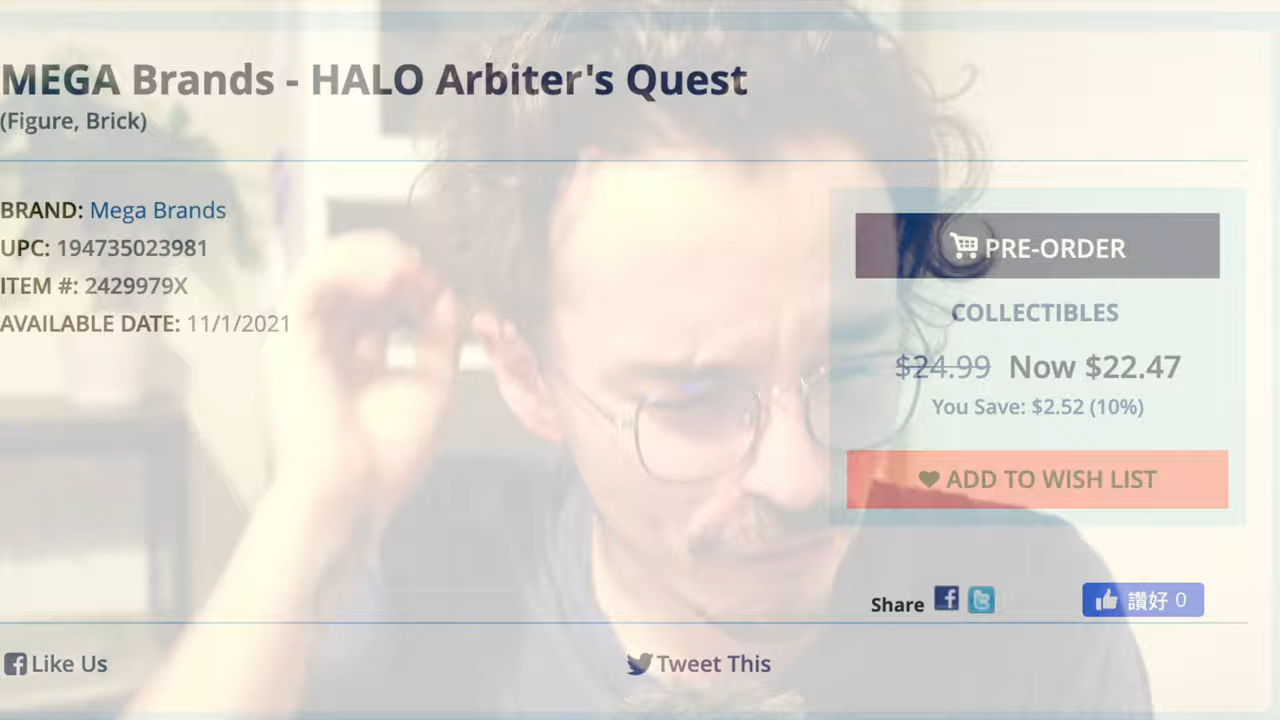 MEGA Brands - HALO Arbiter's Quest
(Figure, Brick)
BRAND: Mega Brands
UPC: 194735023981
ITEM #: 2429979X
AVAILABLE DATE: 11/1/2021
PRE-ORDER
COLLECTIBLES
$24.99 Now $22.47
You Save: $2.52 (10%)
ADD TO WISH LIST
Share
讚好 0
Like Us
Tweet This